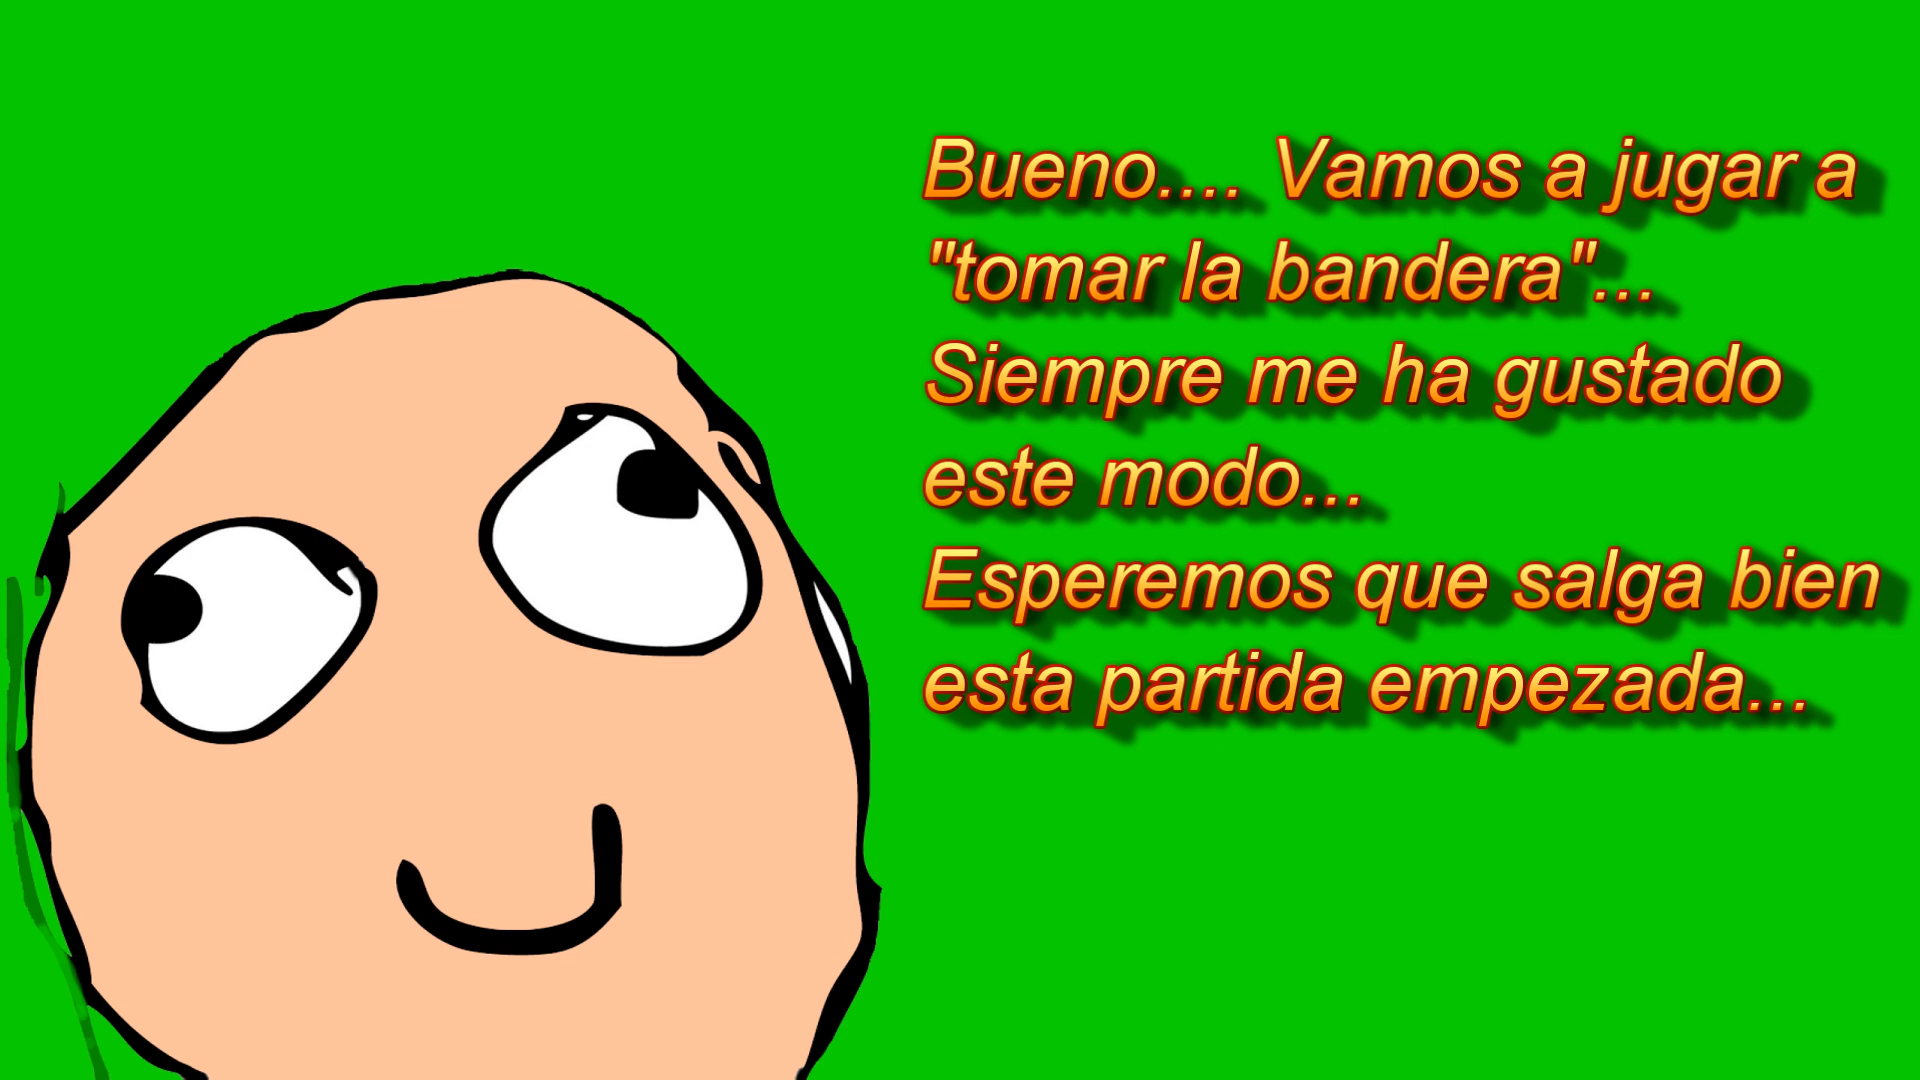 Bueno.... Vamos a jugar a
"tomar la bandera"...
Siempre me ha gustado
este modo...
Esperemos que salga bien
esta partida empezada...